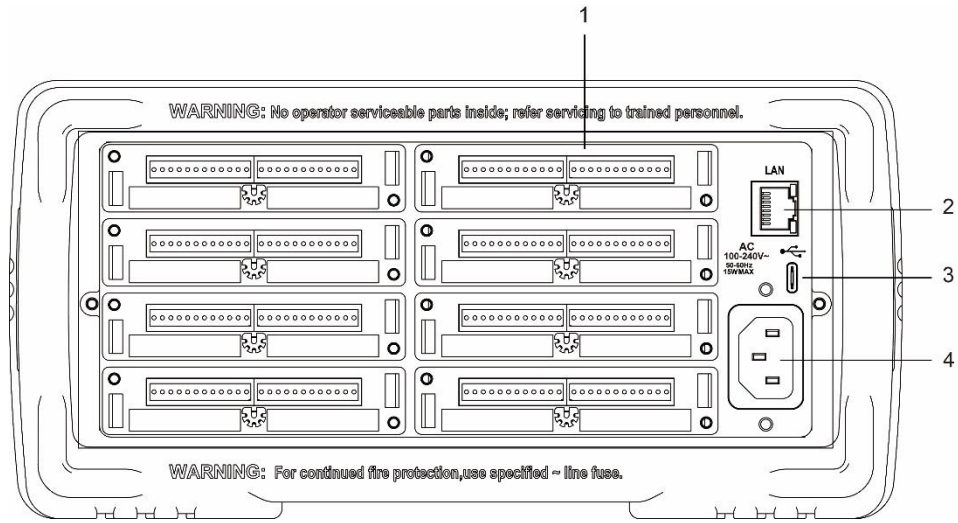 1
WARNING: No operator serviceable parts inside; refer servicing to trained personnel.
LAN
2
AC
100-240V~
50-60Hz
15WMAX
3
4
WARNING: For continued fire protection,use specified ~ line fuse.